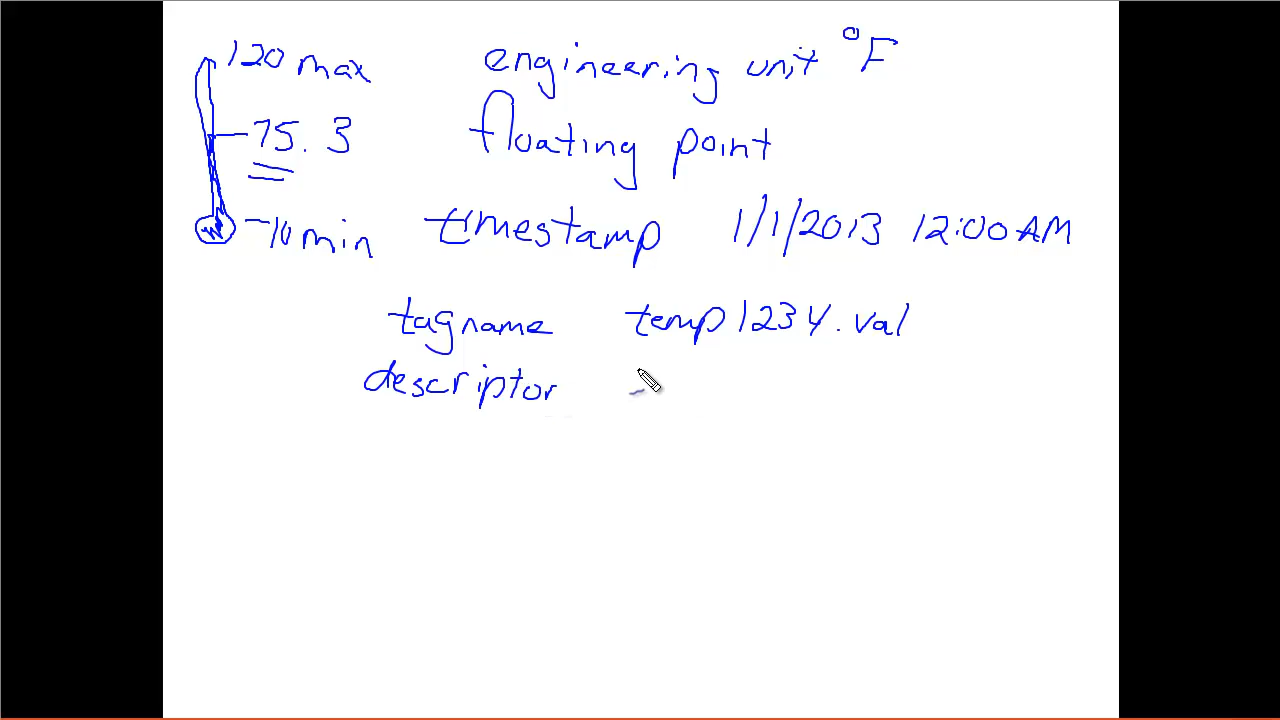 120 max engineering unit °F
75.3 floating point
-10 min timestamp 1/1/2013 12:00 AM
tagname temp1234.val
descriptor